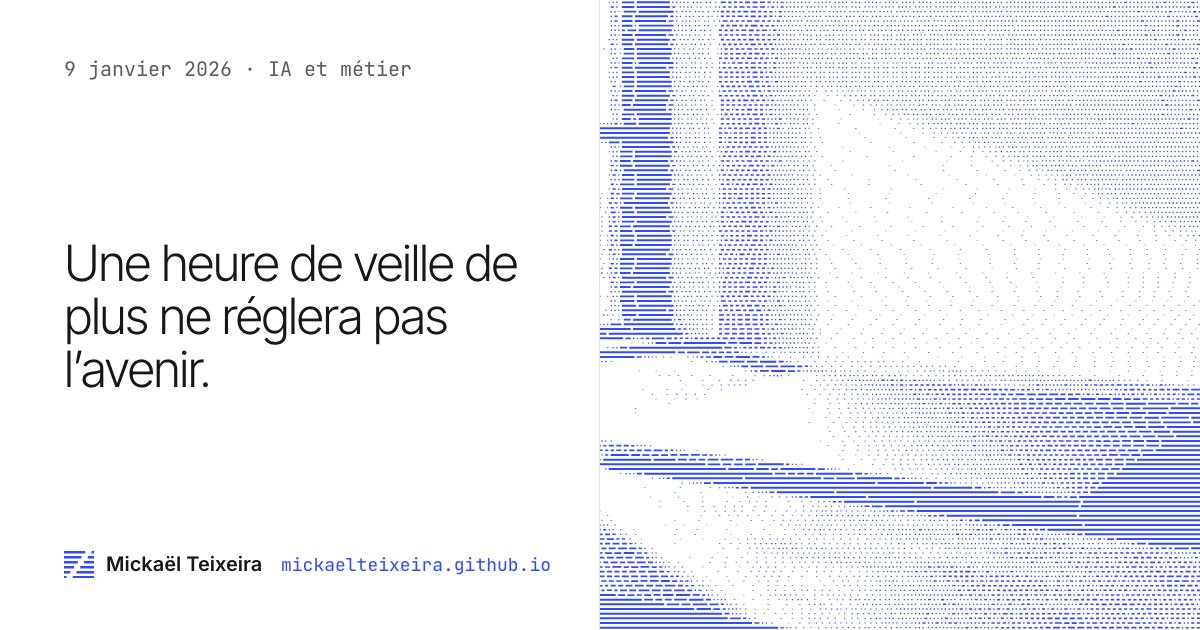 9 janvier 2026 · IA et métier
Une heure de veille de
plus ne réglera pas
l’avenir.
Mickaël Teixeira mickaelteixeira.github.io